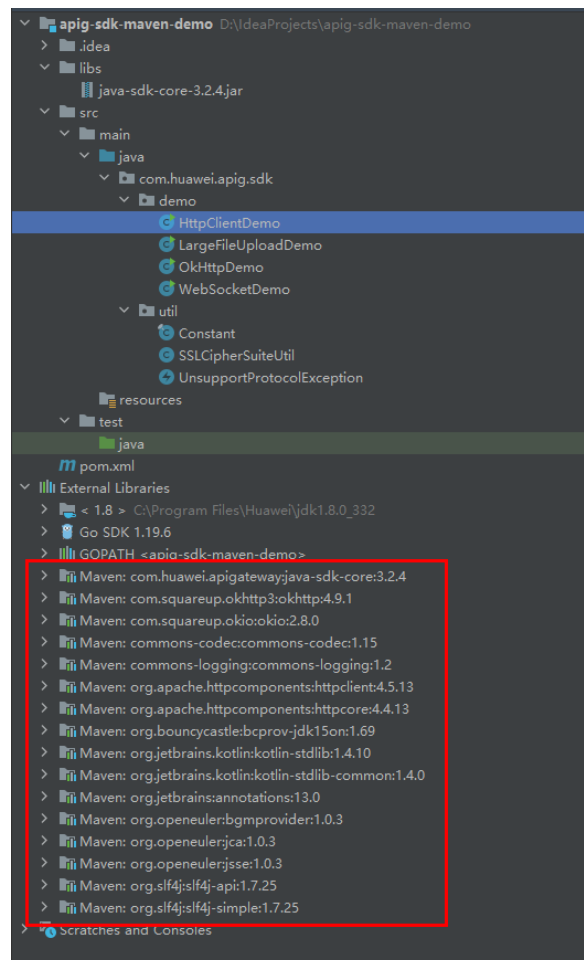 apig-sdk-maven-demo D:\IdeaProjects\apig-sdk-maven-demo
.idea
libs
java-sdk-core-3.2.4.jar
src
main
java
com.huawei.apig.sdk
demo
HttpClientDemo
LargeFileUploadDemo
OkHttpDemo
WebSocketDemo
util
Constant
SSLCipherSuiteUtil
UnsupportProtocolException
resources
test
java
pom.xml
External Libraries
< 1.8 > C:\Program Files\Huawei\jdk1.8.0_332
Go SDK 1.19.6
GOPATH <apig-sdk-maven-demo>
Maven: com.huawei.apigateway:java-sdk-core:3.2.4
Maven: com.squareup.okhttp3:okhttp:4.9.1
Maven: com.squareup.okio:okio:2.8.0
Maven: commons-codec:commons-codec:1.15
Maven: commons-logging:commons-logging:1.2
Maven: org.apache.httpcomponents:httpclient:4.5.13
Maven: org.apache.httpcomponents:httpcore:4.4.13
Maven: org.bouncycastle:bcprov-jdk15on:1.69
Maven: org.jetbrains.kotlin:kotlin-stdlib:1.4.10
Maven: org.jetbrains.kotlin:kotlin-stdlib-common:1.4.0
Maven: org.jetbrains:annotations:13.0
Maven: org.openeuler:bgmprovider:1.0.3
Maven: org.openeuler:jca:1.0.3
Maven: org.openeuler:jsse:1.0.3
Maven: org.slf4j:slf4j-api:1.7.25
Maven: org.slf4j:slf4j-simple:1.7.25
Scratches and Consoles